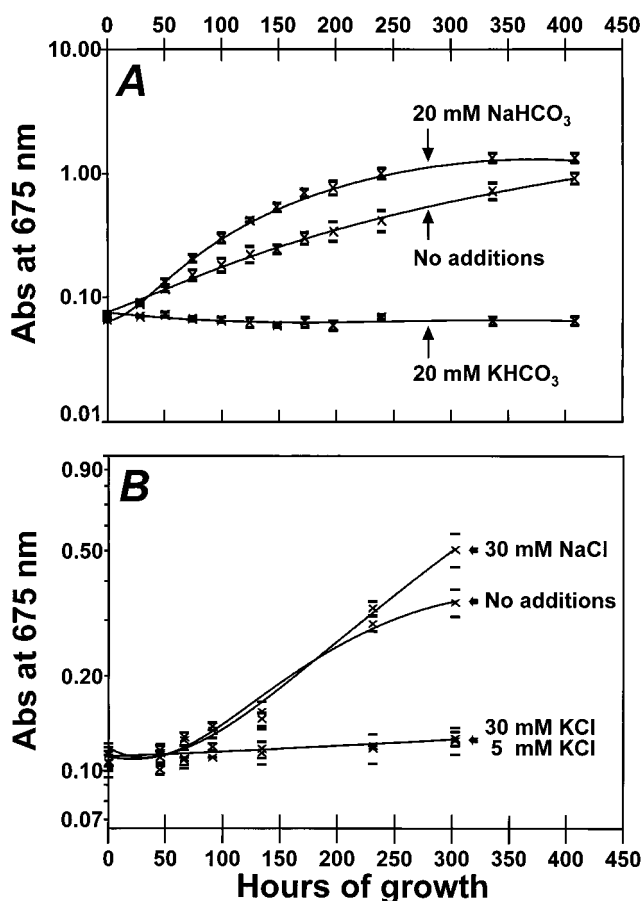 0 50 100 150 200 250 300 350 400 450
10.00
A
20 mM NaHCO₃
1.00
No additions
0.10
20 mM KHCO₃
0.01
Abs at 675 nm
B
0.90
0.50
30 mM NaCl
No additions
0.20
30 mM KCl
5 mM KCl
0.10
0.07
Abs at 675 nm
0 50 100 150 200 250 300 350 400 450
Hours of growth